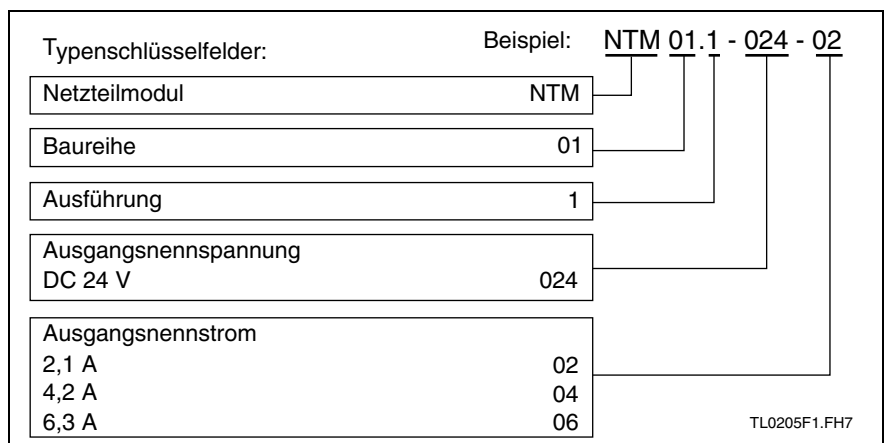 Typenschlüsselfelder:
Beispiel: NTM 01.1 - 024 - 02
Netzteilmodul NTM
Baureihe 01
Ausführung 1
Ausgangsnennspannung
DC 24 V 024
Ausgangsnennstrom
2,1 A 02
4,2 A 04
6,3 A 06
TL0205F1.FH7